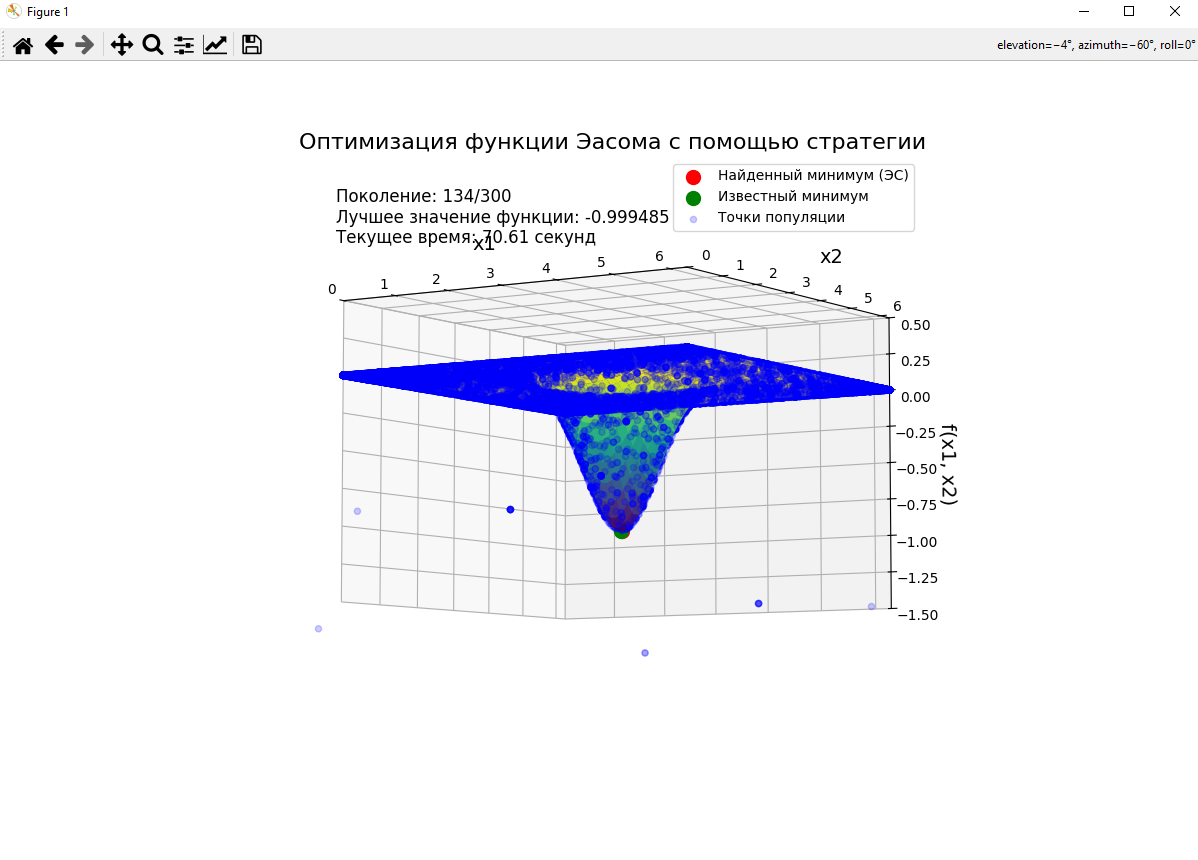 Figure 1
elevation=−4°, azimuth=−60°, roll=0°
Оптимизация функции Эасома с помощью стратегии
Найденный минимум (ЭС)
Известный минимум
Точки популяции
Поколение: 134/300
Лучшее значение функции: -0.999485
Текущее время: 70.61 секунд
x1
x2
0 1 2 3 4 5 6
0 1 2 3 4 5 6
0.50
0.25
0.00
−0.25
−0.50
−0.75
−1.00
−1.25
−1.50
f(x1, x2)